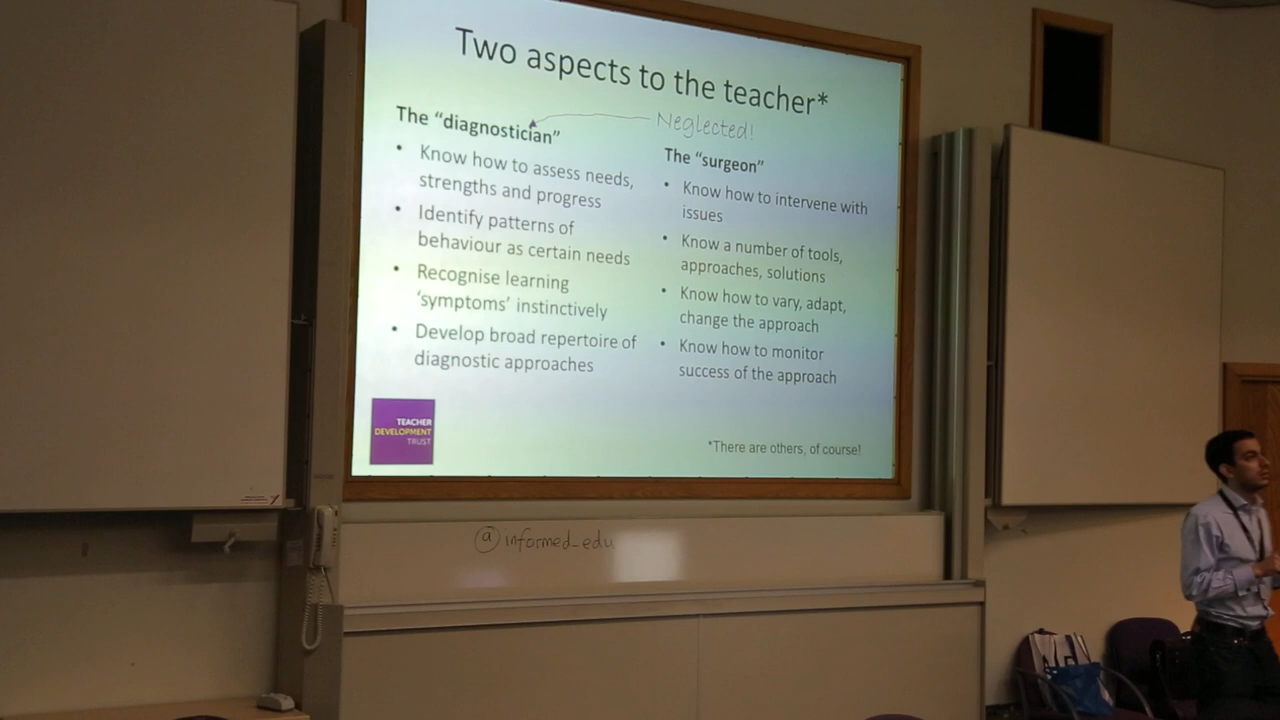 Two aspects to the teacher*
The "diagnostician"
Neglected!
• Know how to assess needs,
strengths and progress
• Identify patterns of
behaviour as certain needs
• Recognise learning
'symptoms' instinctively
• Develop broad repertoire of
diagnostic approaches
The "surgeon"
• Know how to intervene with
issues
• Know a number of tools,
approaches, solutions
• Know how to vary, adapt,
change the approach
• Know how to monitor
success of the approach
TEACHER
DEVELOPMENT
TRUST
*There are others, of course!
@informed_edu